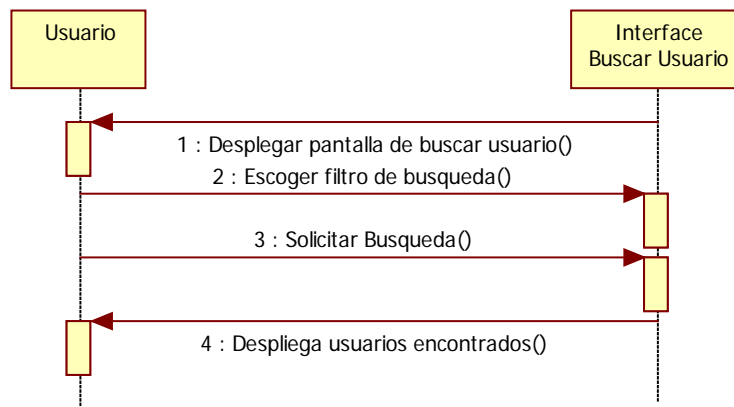 Usuario
Interface
Buscar Usuario
1 : Desplegar pantalla de buscar usuario()
2 : Escoger filtro de busqueda()
3 : Solicitar Busqueda()
4 : Despliega usuarios encontrados()